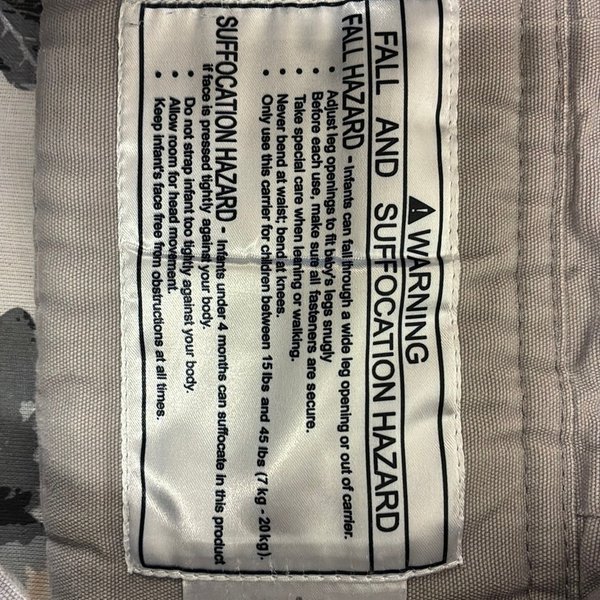 ⚠ WARNING
FALL AND SUFFOCATION HAZARD
FALL HAZARD - Infants can fall through a wide leg opening or out of carrier.
• Adjust leg openings to fit baby's legs snugly
• Before each use, make sure all fasteners are secure.
• Take special care when leaning or walking.
• Never bend at waist; bend at knees.
• Only use this carrier for children between 15 lbs and 45 lbs (7 kg - 20 kg).
SUFFOCATION HAZARD - Infants under 4 months can suffocate in this product
if face is pressed tightly against your body.
• Do not strap infant too tightly against your body.
• Allow room for head movement.
• Keep infant's face free from obstructions at all times.